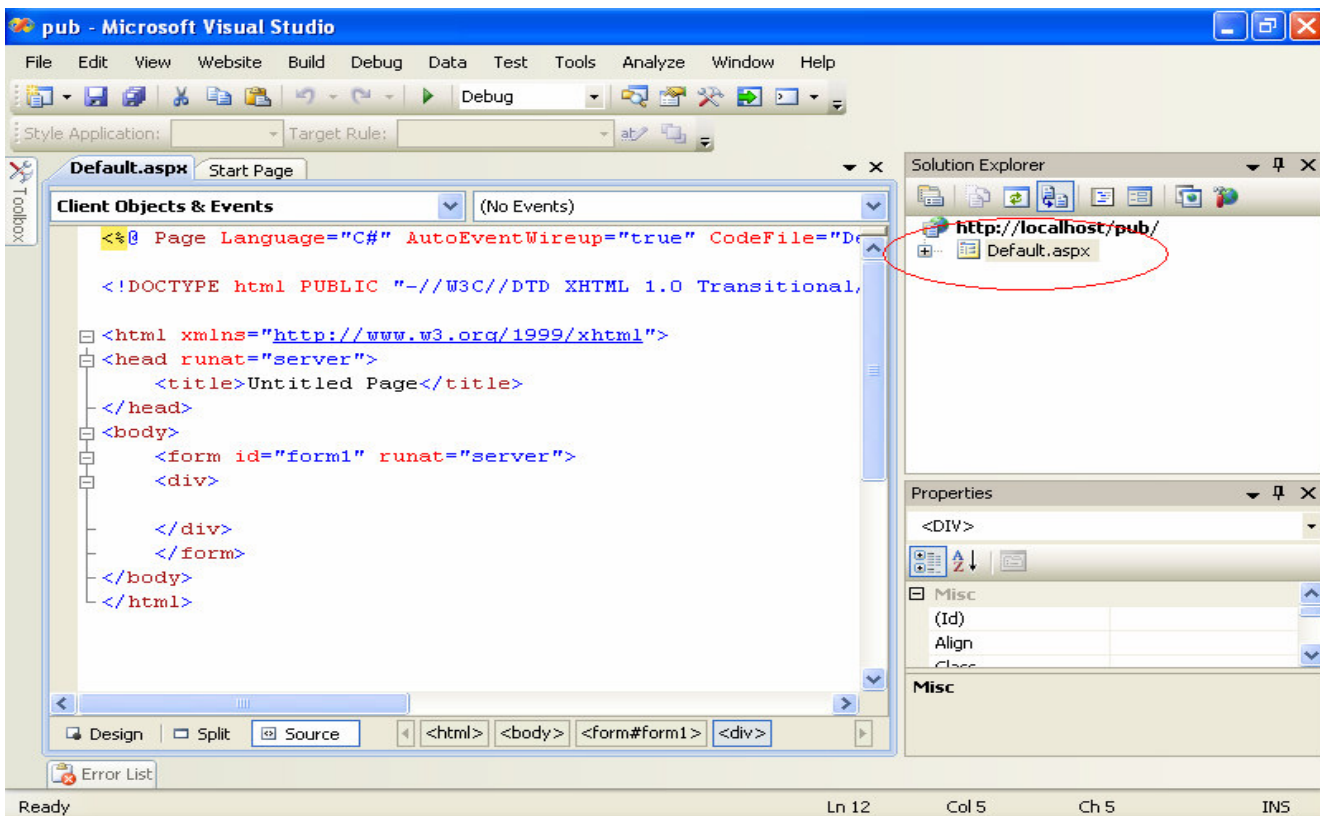 pub - Microsoft Visual Studio
File Edit View Website Build Debug Data Test Tools Analyze Window Help
Debug
Style Application: Target Rule:
Toolbox
Default.aspx Start Page
Client Objects & Events (No Events)
<%@ Page Language="C#" AutoEventWireup="true" CodeFile="De
<!DOCTYPE html PUBLIC "-//W3C//DTD XHTML 1.0 Transitional/
<html xmlns="http://www.w3.org/1999/xhtml">
<head runat="server">
<title>Untitled Page</title>
</head>
<body>
<form id="form1" runat="server">
<div>
</div>
</form>
</body>
</html>
Design Split Source <html> <body> <form#form1> <div>
Error List
Solution Explorer
http://localhost/pub/
Default.aspx
Properties
<DIV>
Misc
(Id)
Align
Class
Misc
Ready Ln 12 Col 5 Ch 5 INS